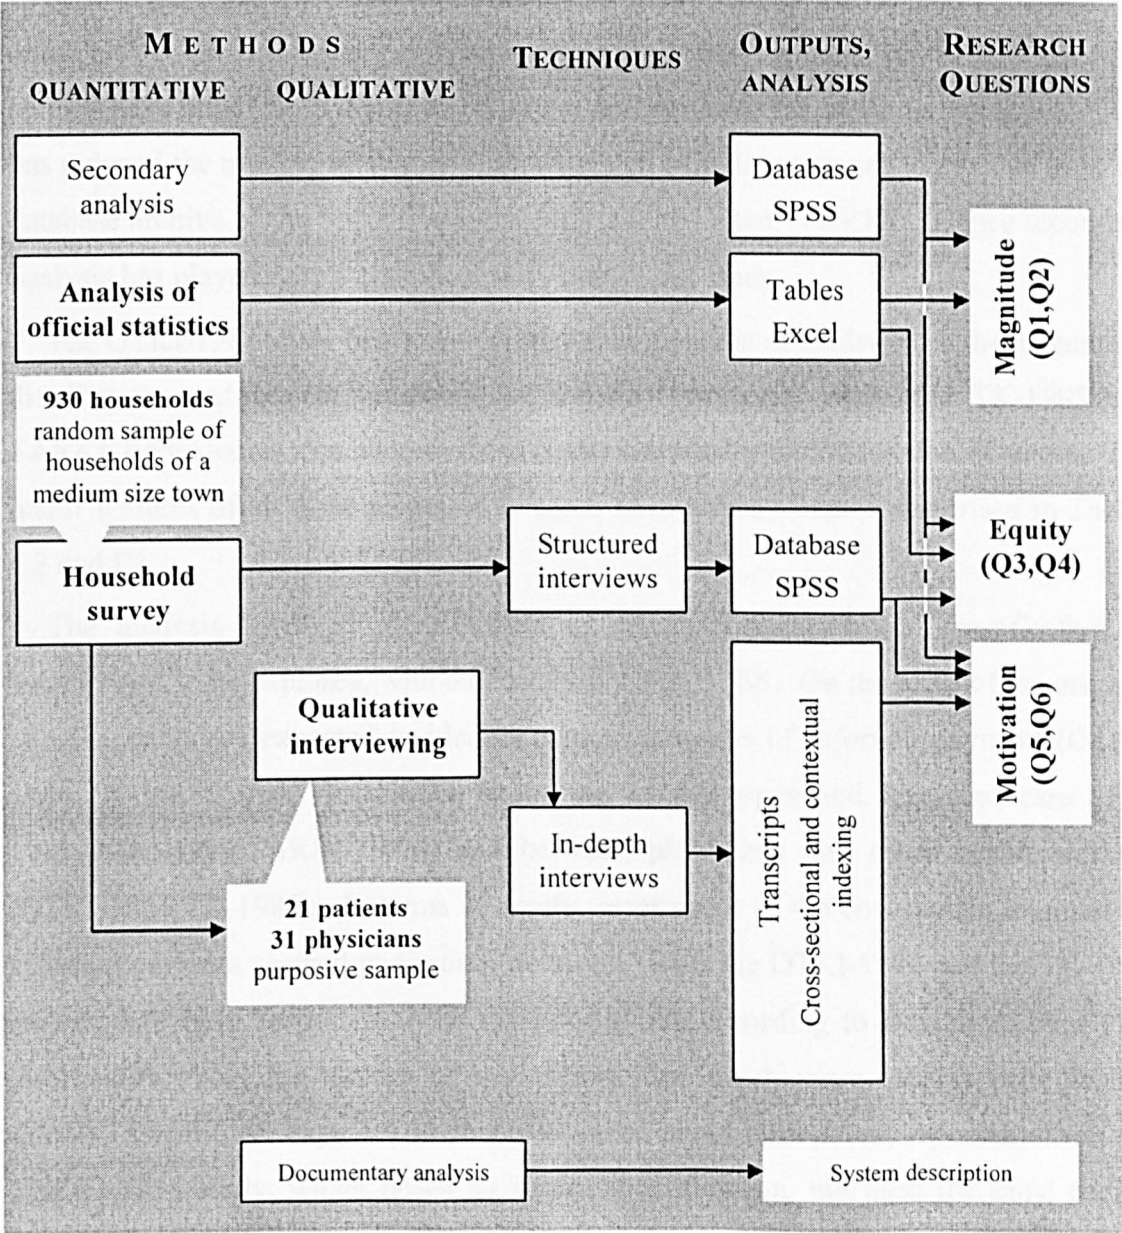 METHODS
QUANTITATIVE QUALITATIVE
TECHNIQUES
OUTPUTS,
ANALYSIS
RESEARCH
QUESTIONS
Secondary
analysis
Database
SPSS
Analysis of
official statistics
Tables
Excel
Magnitude
(Q1,Q2)
930 households
random sample of
households of a
medium size town
Household
survey
Structured
interviews
Database
SPSS
Equity
(Q3,Q4)
Qualitative
interviewing
Motivation
(Q5,Q6)
In-depth
interviews
Transcripts
Cross-sectional and contextual
indexing
21 patients
31 physicians
purposive sample
Documentary analysis
System description